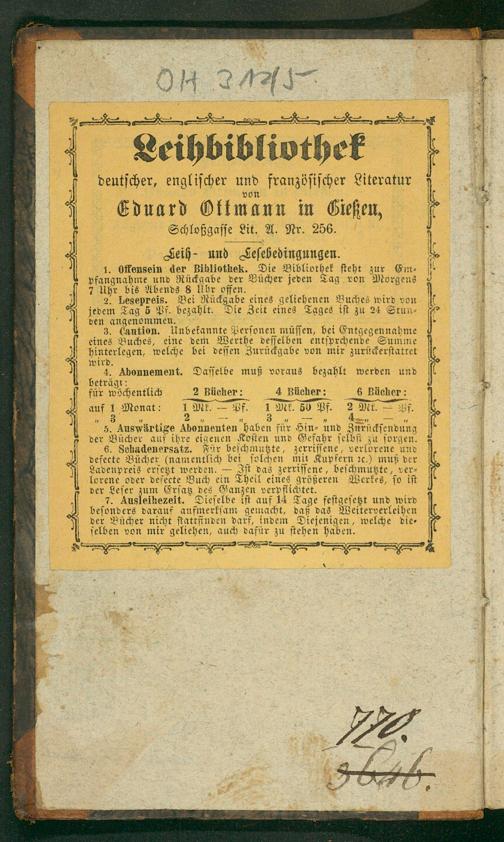 OH 312/5
Leihbibliothek
deutscher, englischer und französischer Literatur
von
Eduard Ottmann in Gießen,
Schloßgasse Lit. A. Nr. 256.
Leih- und Lesebedingungen.
1. Offensein der Bibliothek. Die Bibliothek steht zur Em-
pfangnahme und Rückgabe der Bücher jeden Tag von Morgens
7 Uhr bis Abends 8 Uhr offen.
2. Lesepreis. Bei Rückgabe eines geliehenen Buches wird von
jedem Tag 5 Pf. bezahlt. Die Zeit eines Tages ist zu 24 Stun-
den angenommen.
3. Caution. Unbekannte Personen müssen, bei Entgegennahme
eines Buches, eine dem Werthe desselben entsprchende Summe
hinterlegen, welche bei dessen Zurückgabe von mir zurückerstattet
wird.
4. Abonnement. Dasselbe muß voraus bezahlt werden und
beträgt:
für wöchentlich 2 Bücher: 4 Bücher: 6 Bücher:
auf 1 Monat: 1 Mk. — Pf. 1 Mk. 50 Pf. 2 Mk. — Pf.
„ 3 „ 2 „ — „ 3 „ — „ 4 „ — „
5. Auswärtige Abonnenten haben für Hin- und Zurücksendung
der Bücher auf ihre eigenen Kosten und Gefahr selbst zu sorgen.
6. Schadenersatz. Für beschmutzte, zerrissene, verlorene und
defecte Bücher (namentlich bei solchen mit Kupfern ꝛc.) muß der
Ladenpreis ersetzt werden. — Ist das zerrissene, beschmutzte, ver-
lorene oder defecte Buch ein Theil eines größeren Werkes, so ist
der Leser zum Ersatz des Ganzen verpflichtet.
7. Ausleihezeit. Dieselbe ist auf 14 Tage festgesetzt und wird
besonders darauf aufmerksam gemacht, daß das Weiterverleihen
der Bücher nicht stattfinden darf, indem Diejenigen, welche die-
selben von mir geliehen, auch dafür zu stehen haben.
770.
3646.